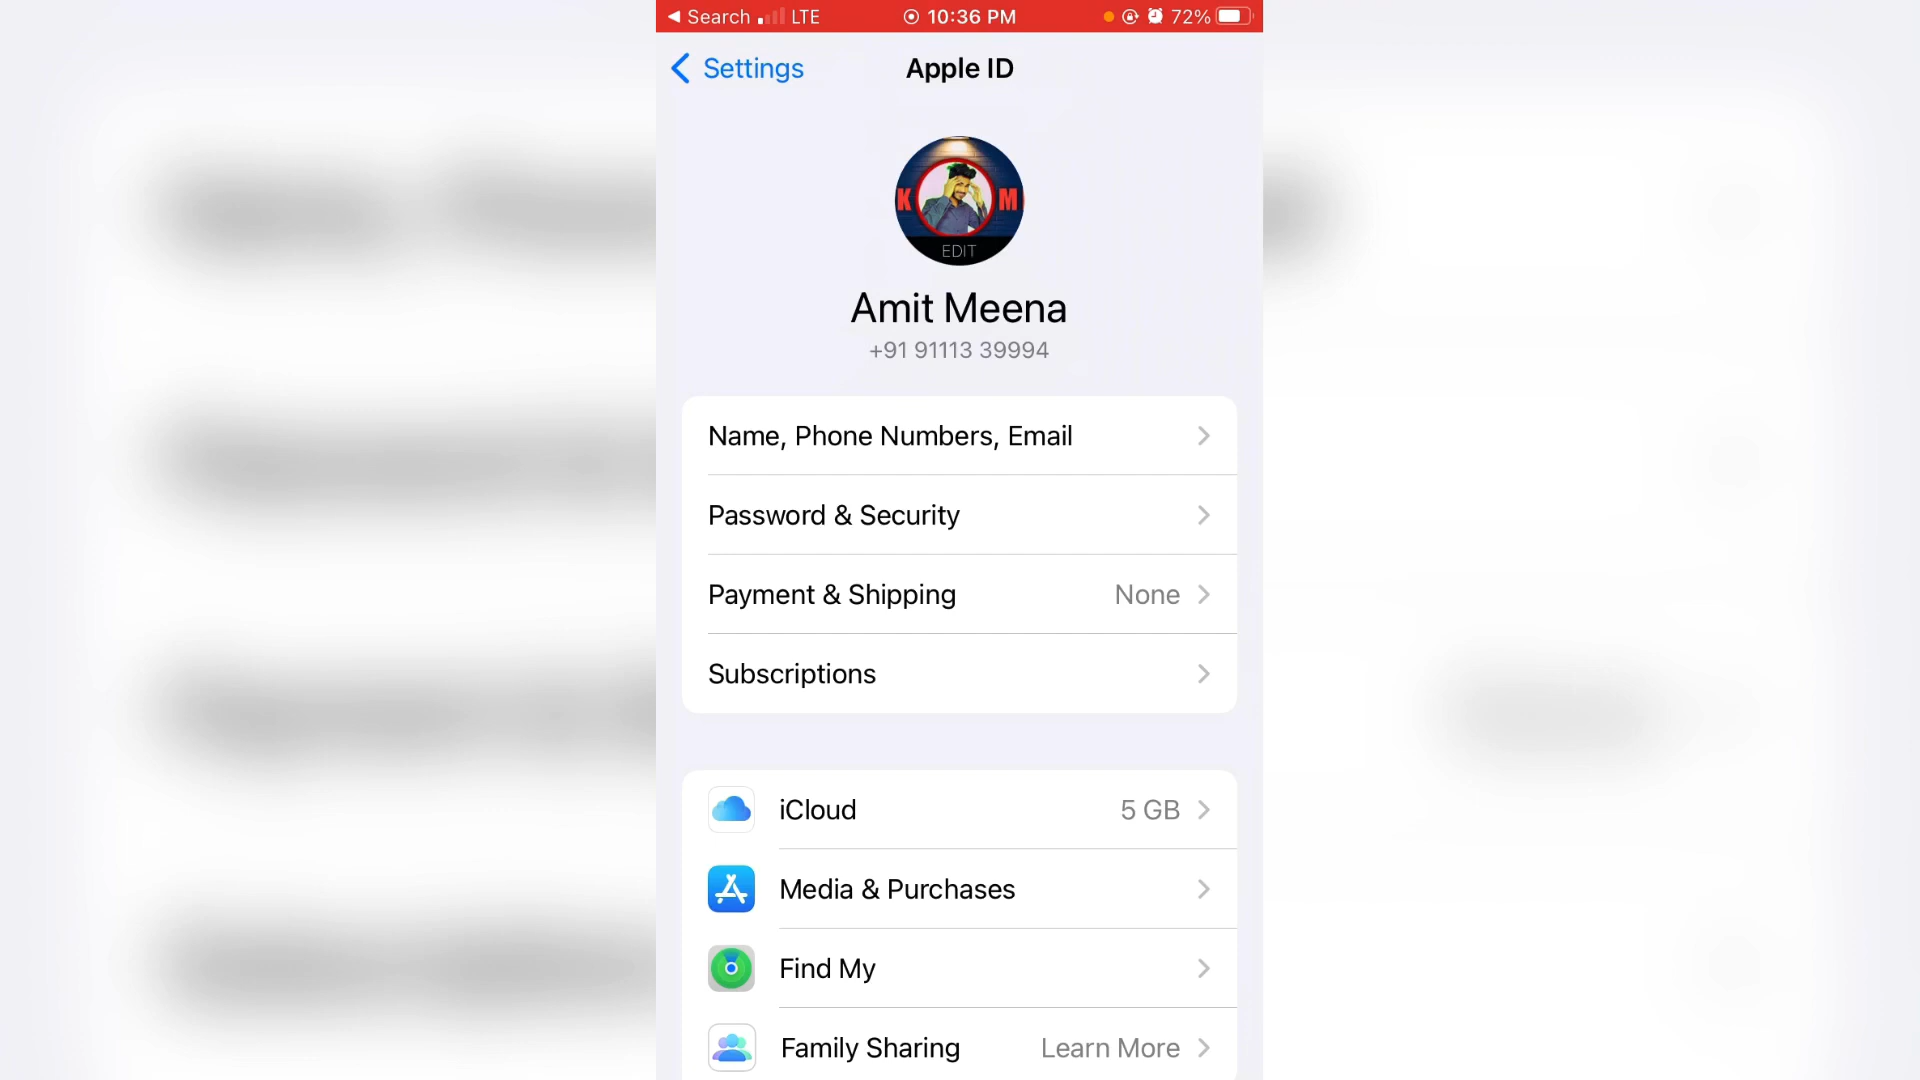 Search LTE 10:36 PM 72%
Settings Apple ID
K M
EDIT
Amit Meena
+91 91113 39994
Name, Phone Numbers, Email
Password & Security
Payment & Shipping None
Subscriptions
iCloud 5 GB
Media & Purchases
Find My
Family Sharing Learn More